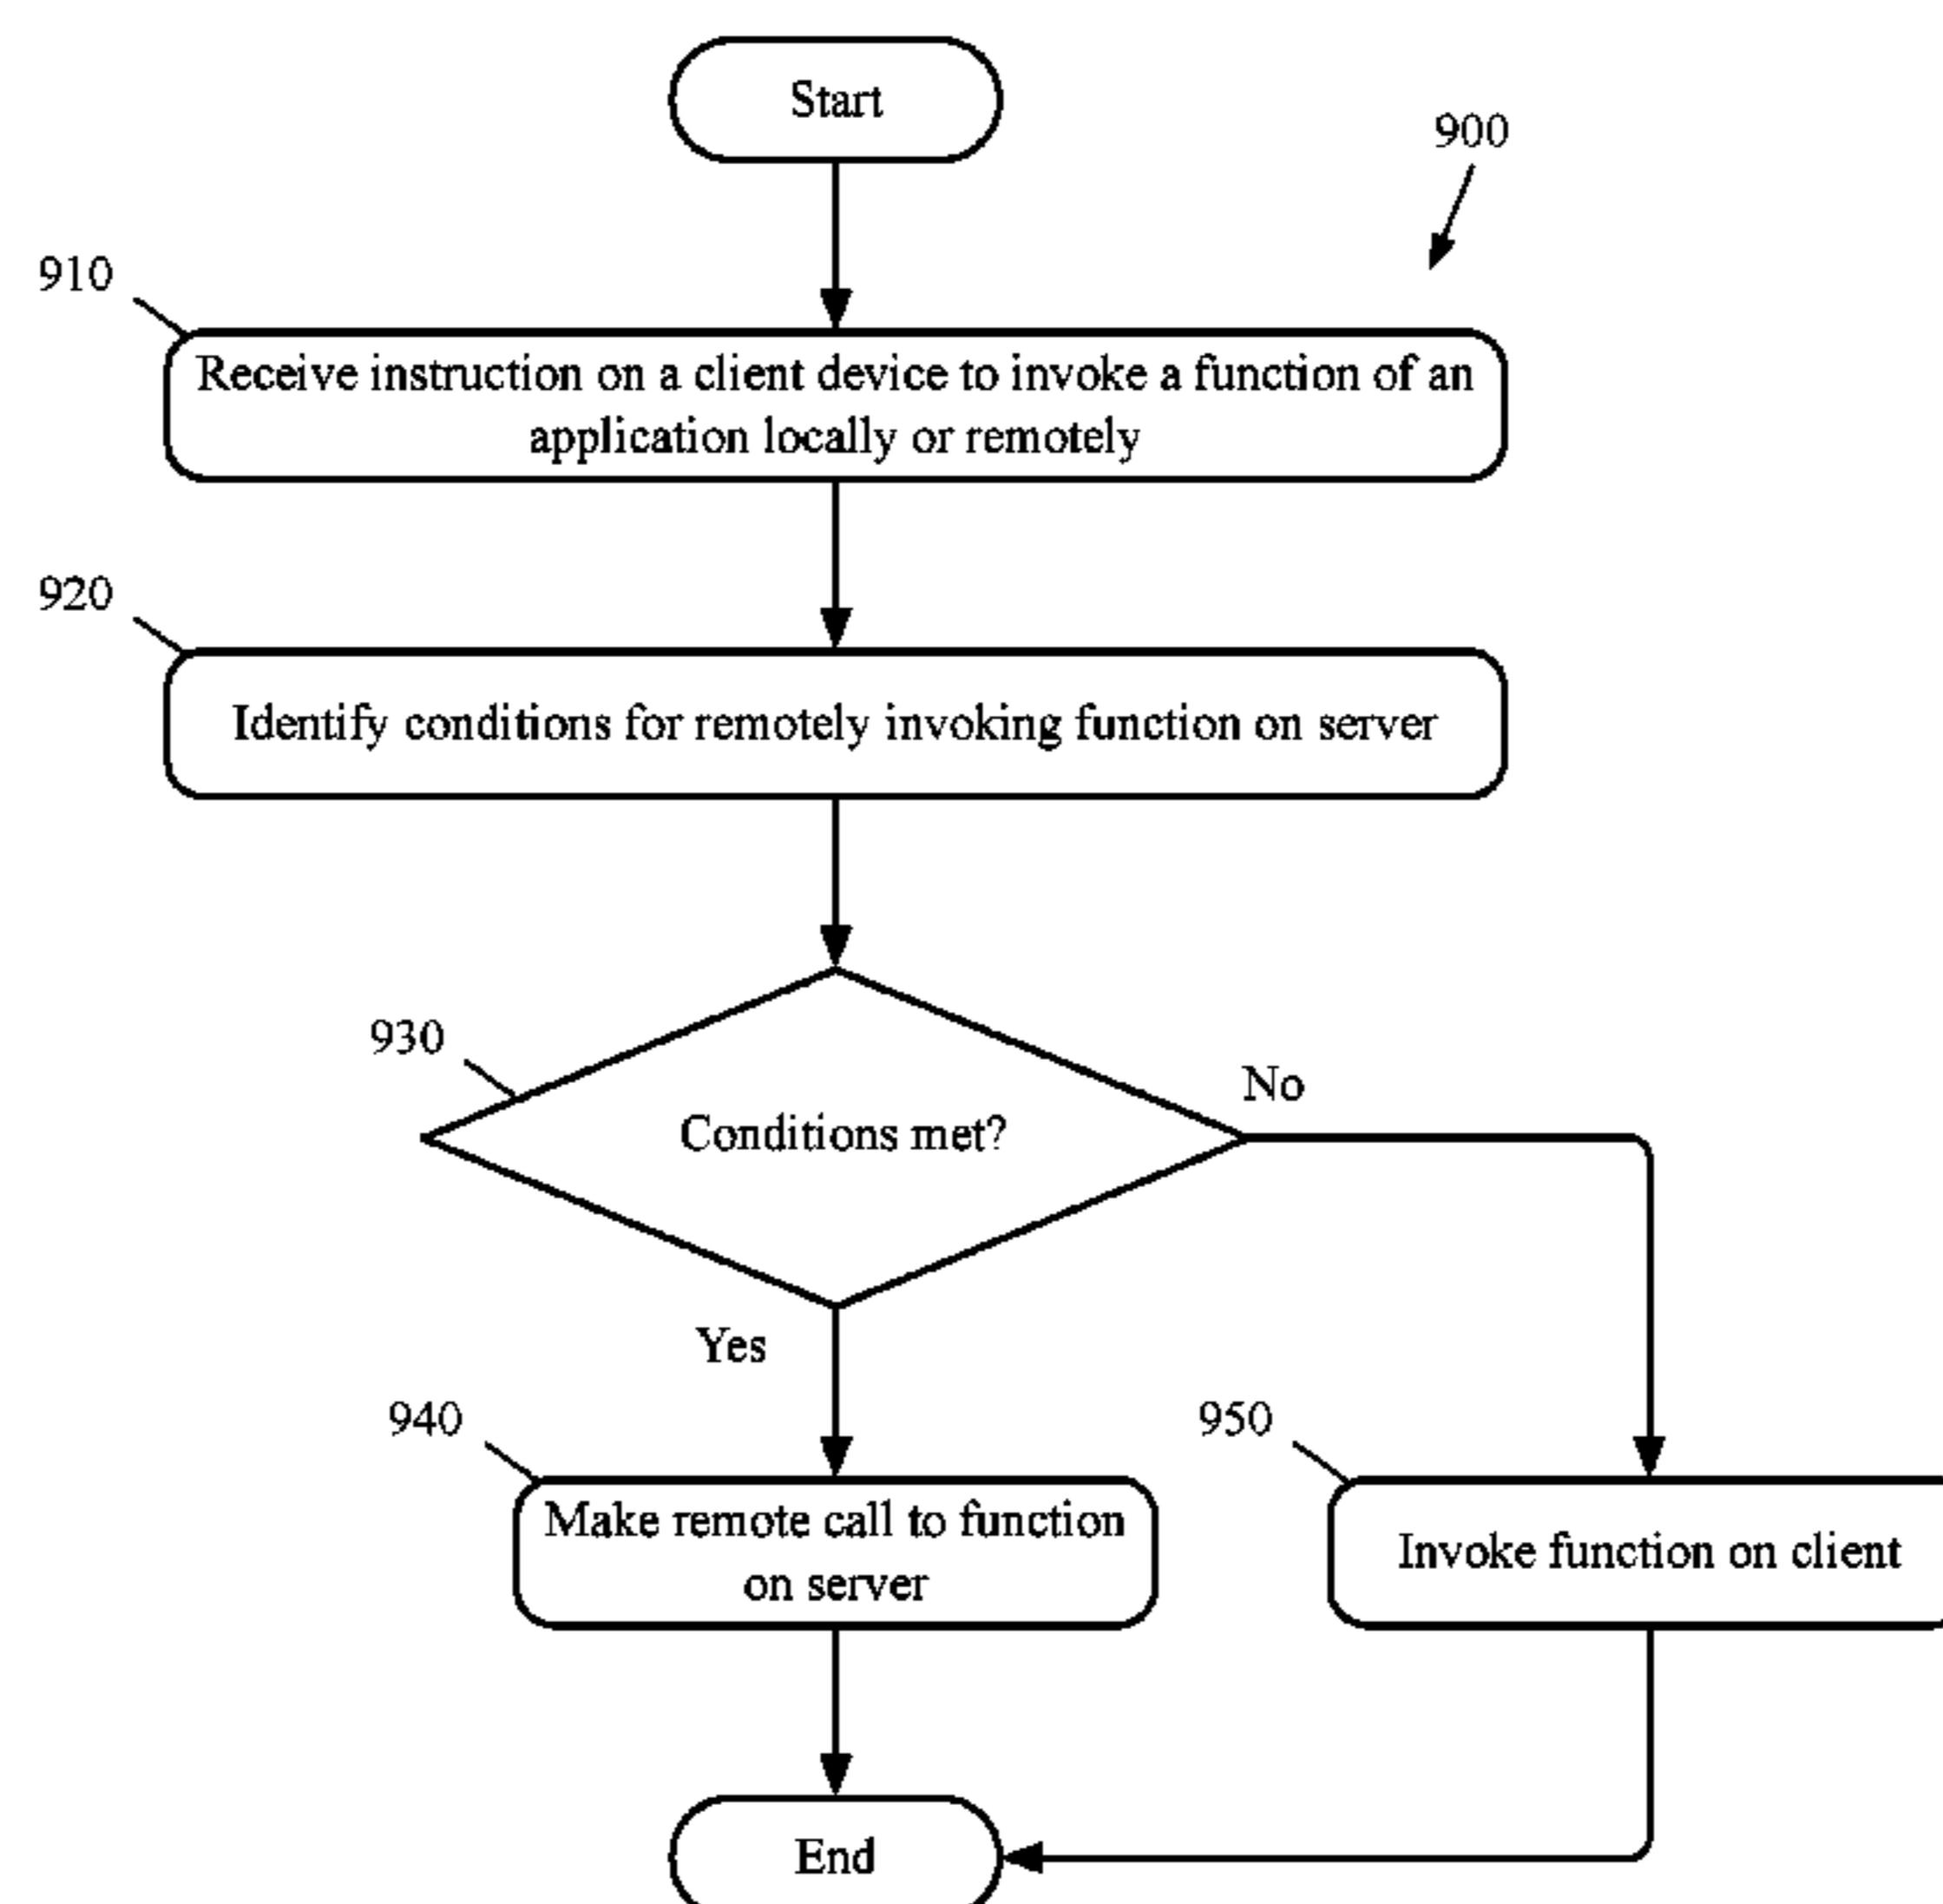 Start
900
910
Receive instruction on a client device to invoke a function of an
application locally or remotely
920
Identify conditions for remotely invoking function on server
930
Conditions met?
No
Yes
940
Make remote call to function
on server
950
Invoke function on client
End